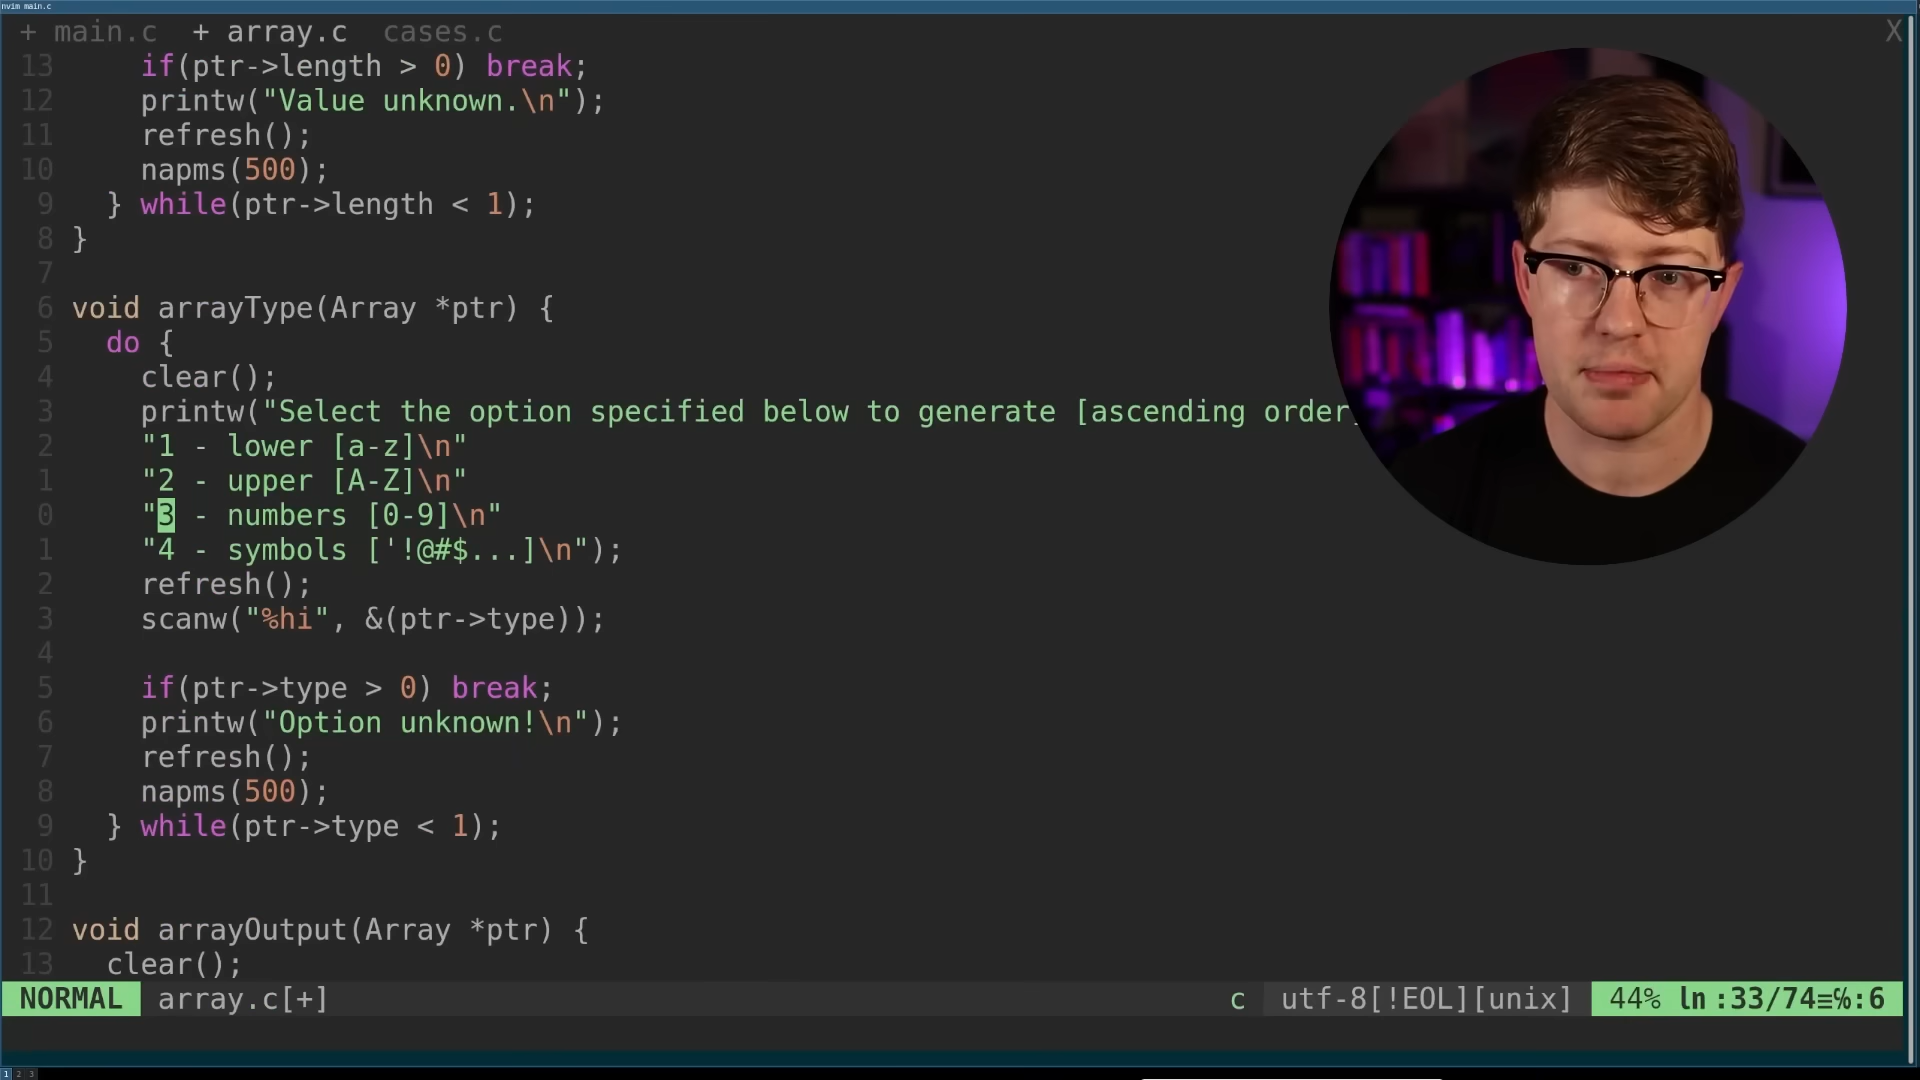 nvim main.c
+ main.c + array.c cases.c X
13 if(ptr->length > 0) break;
12 printw("Value unknown.\n");
11 refresh();
10 napms(500);
9 } while(ptr->length < 1);
8 }
7
6 void arrayType(Array *ptr) {
5 do {
4 clear();
3 printw("Select the option specified below to generate [ascending order
2 "1 - lower [a-z]\n"
1 "2 - upper [A-Z]\n"
0 "3 - numbers [0-9]\n"
1 "4 - symbols ['!@#$...]\n");
2 refresh();
3 scanw("%hi", &(ptr->type));
4
5 if(ptr->type > 0) break;
6 printw("Option unknown!\n");
7 refresh();
8 napms(500);
9 } while(ptr->type < 1);
10 }
11
12 void arrayOutput(Array *ptr) {
13 clear();
NORMAL array.c[+] c utf-8[!EOL][unix] 44% ln :33/74≡℅:6
1 2 3